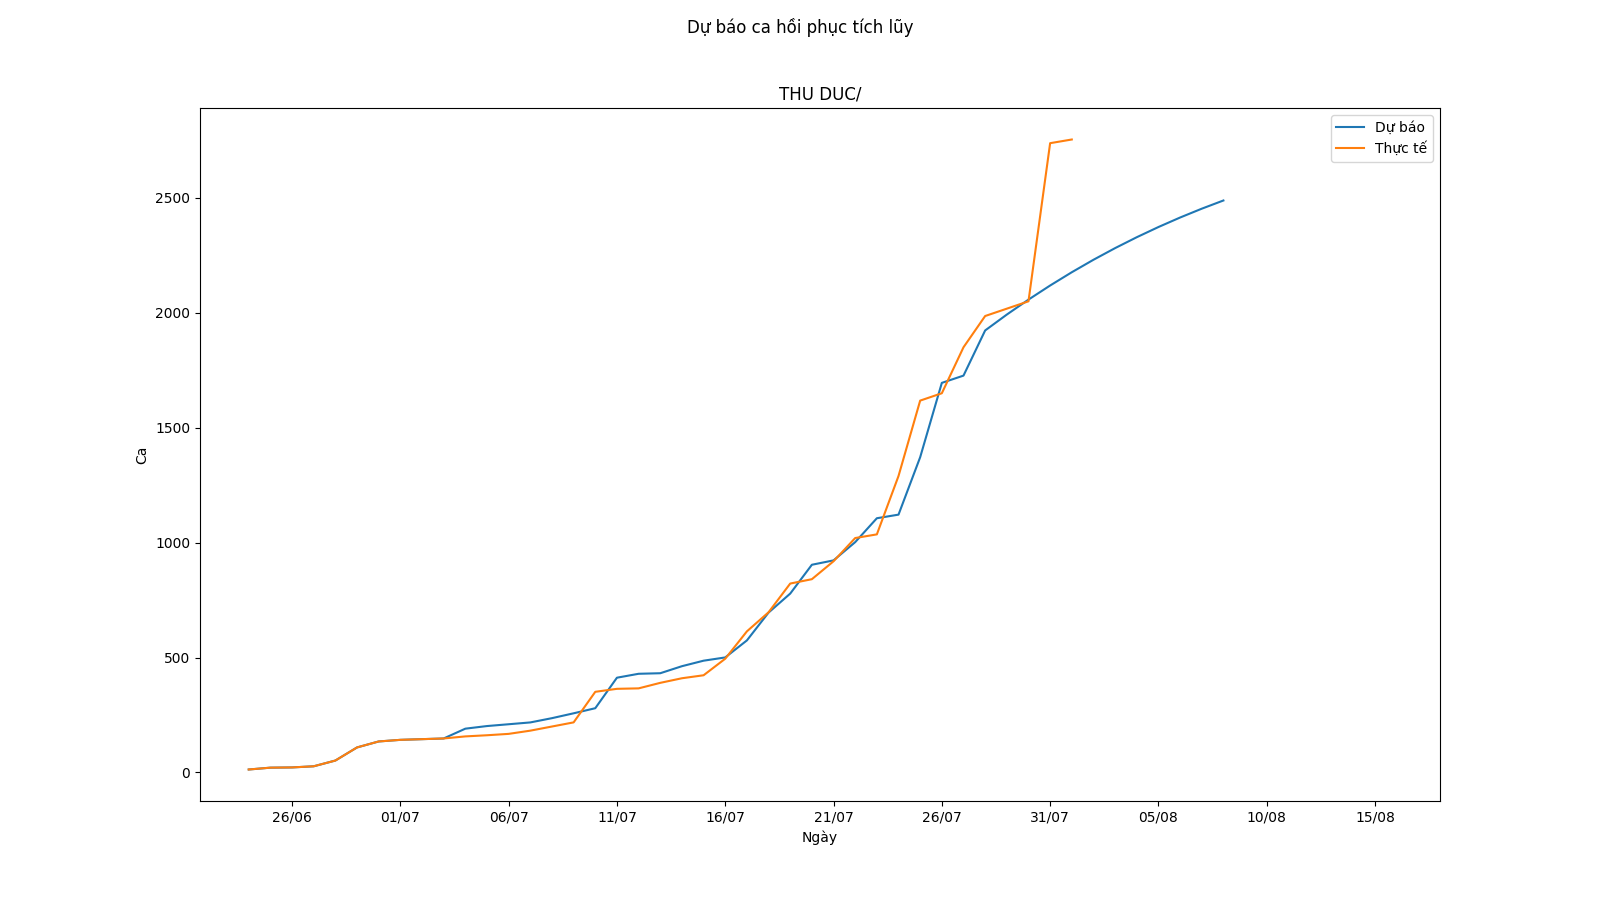 Dự báo ca hồi phục tích lũy
THU DUC/
Dự báo
Thực tế
2500
2000
1500
1000
500
0
Ca
26/06 01/07 06/07 11/07 16/07 21/07 26/07 31/07 05/08 10/08 15/08
Ngày